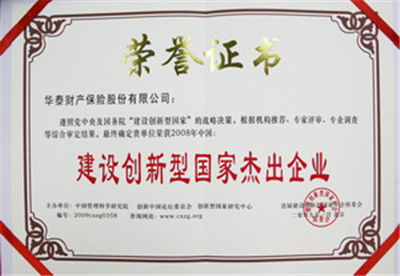 荣誉证书
华泰财产保险股份有限公司：
遵照党中央及国务院“建设创新型国家”的战略决策，根据机构推荐、专家评审、专业调查
等综合审定结果，最终确定贵单位荣获2008年中国：
建设创新型国家杰出企业
主办单位：中国管理科学研究院 创新中国论坛委员会 创新型国家研究中心
编号：2009cxzg0358 查询网站：www.cxzg.org